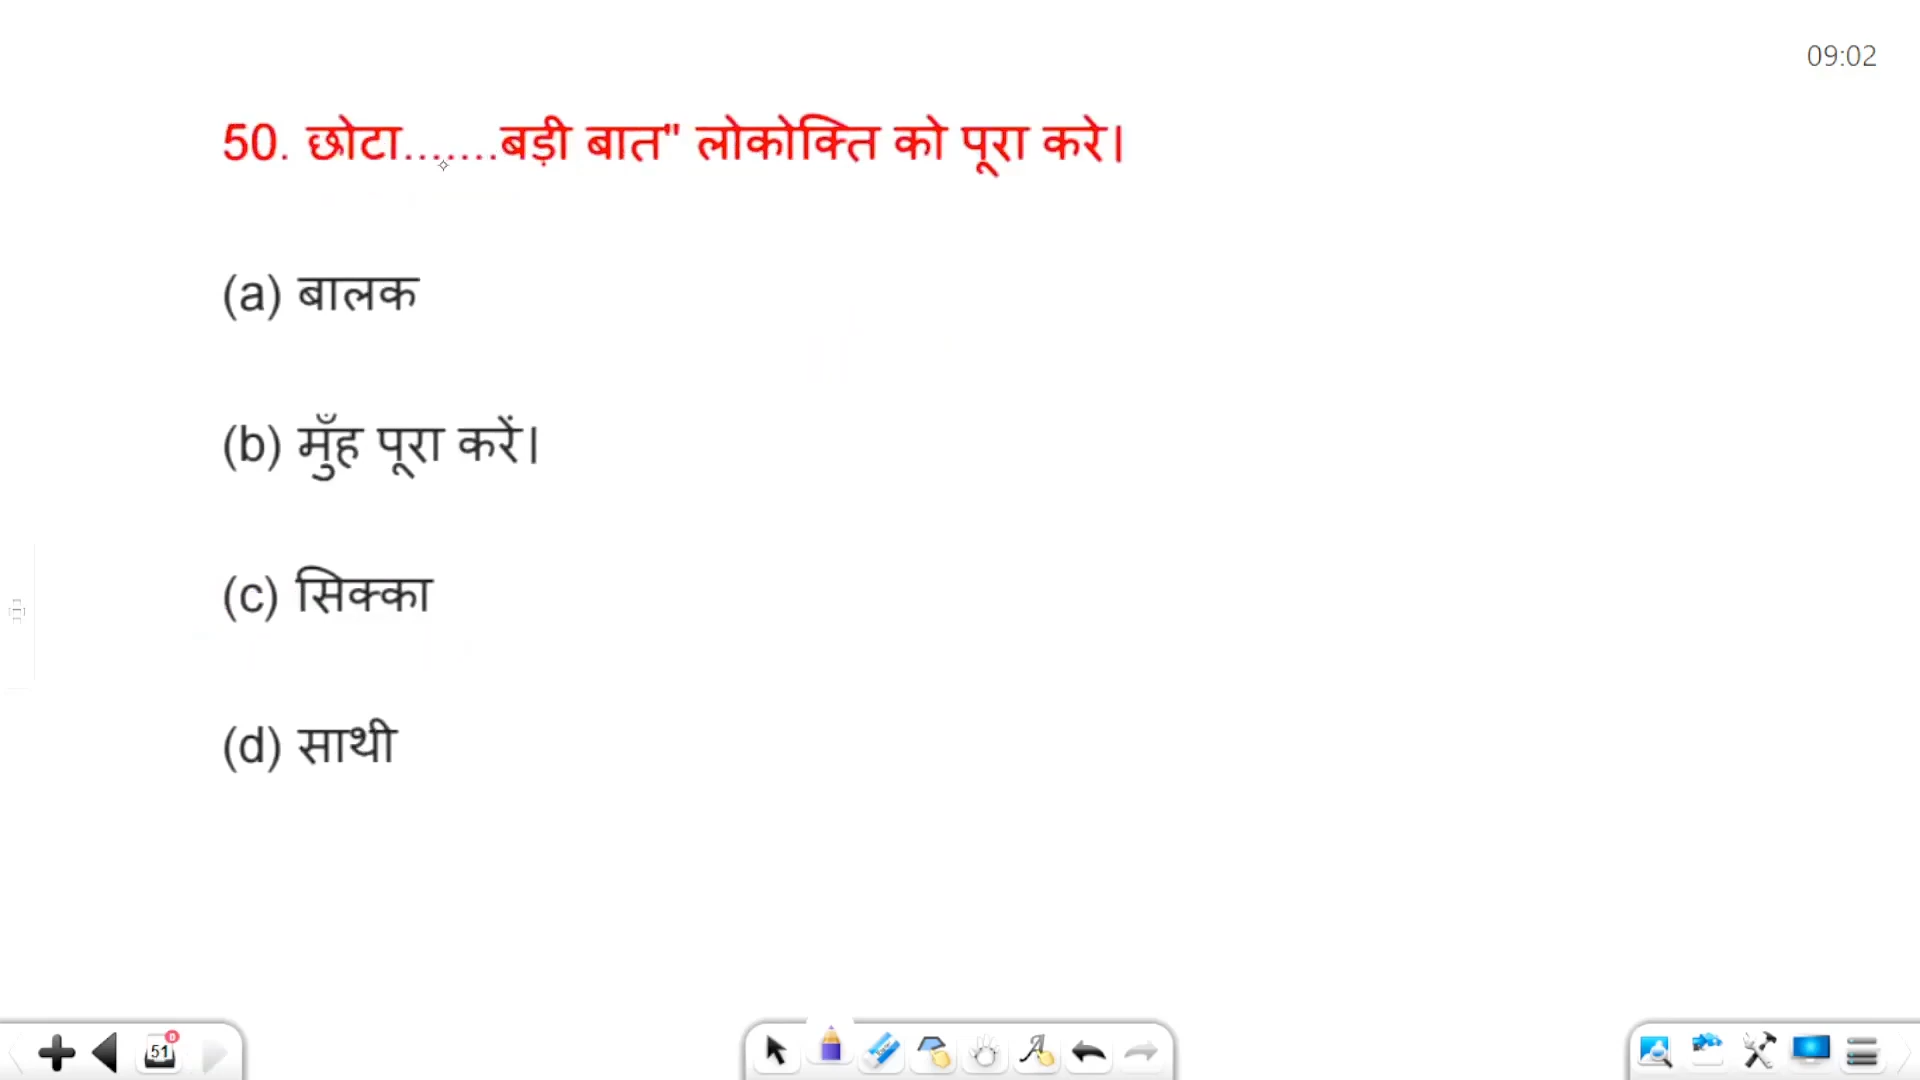 09:02
50. छोटा.......बड़ी बात" लोकोक्ति को पूरा करे।
(a) बालक
(b) मुँह पूरा करें।
(c) सिक्का
(d) साथी
51